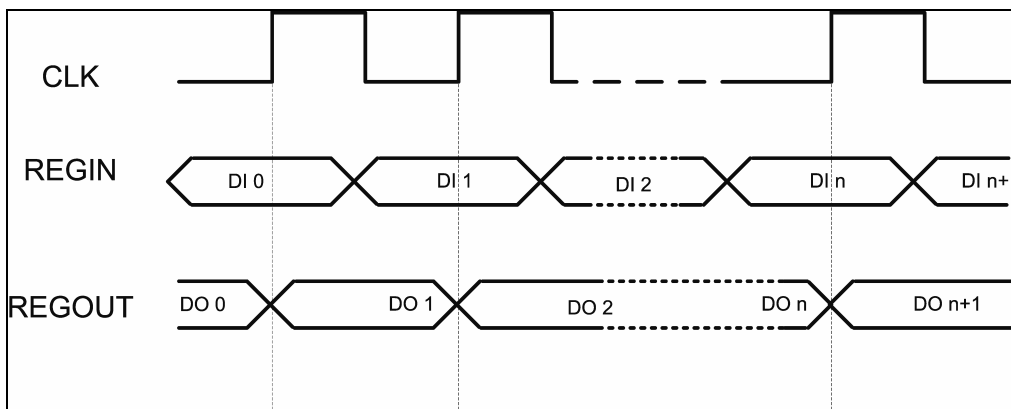 CLK
REGIN
DI 0
DI 1
DI 2
DI n
DI n+
REGOUT
DO 0
DO 1
DO 2
DO n
DO n+1